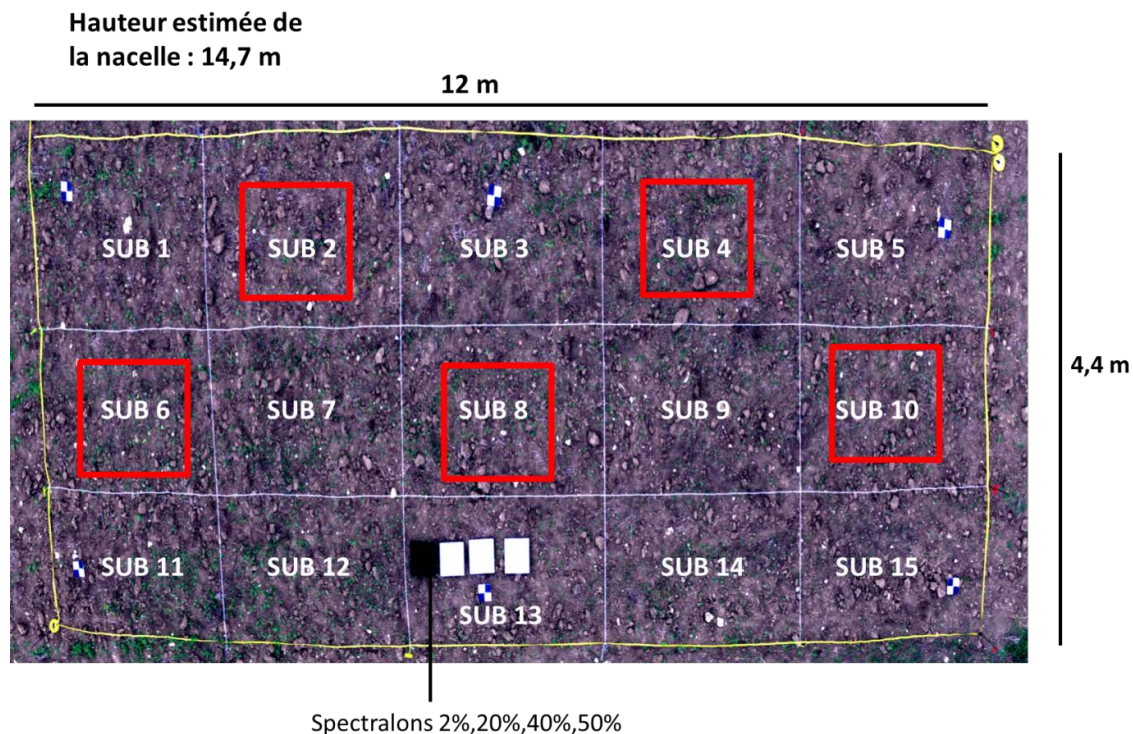 Hauteur estimée de
la nacelle : 14,7 m
12 m
SUB 1
SUB 2
SUB 3
SUB 4
SUB 5
4,4 m
SUB 6
SUB 7
SUB 8
SUB 9
SUB 10
SUB 11
SUB 12
SUB 13
SUB 14
SUB 15
Spectralons 2%,20%,40%,50%